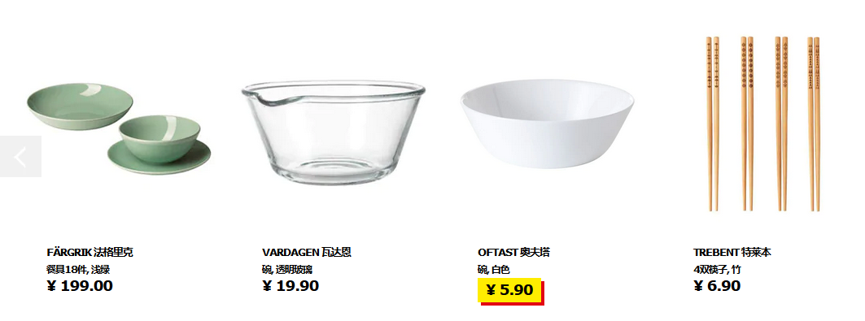 FÄRGRIK 法格里克
餐具18件, 浅绿
¥ 199.00
VARDAGEN 瓦达恩
碗, 透明玻璃
¥ 19.90
OFTAST 奥夫塔
碗, 白色
¥ 5.90
TREBENT 特莱本
4双筷子, 竹
¥ 6.90